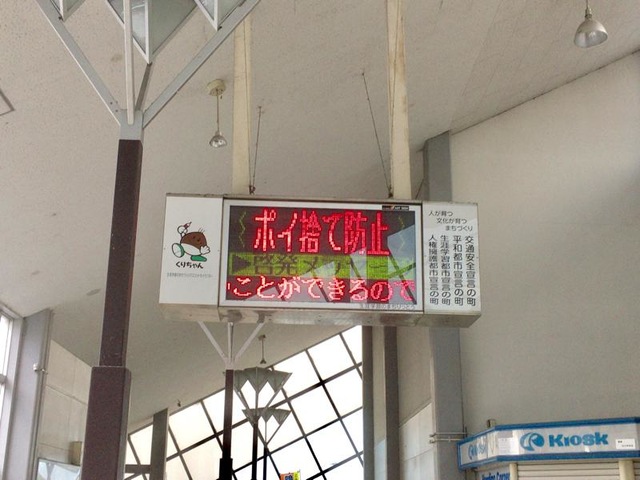 ポイ捨て防止
ことができるので
くりちゃん
人が育つ
文化が育つ
まちづくり
交通安全宣言の町
平和都市宣言の町
生涯学習都市宣言の町
人権擁護都市宣言の町
Kiosk